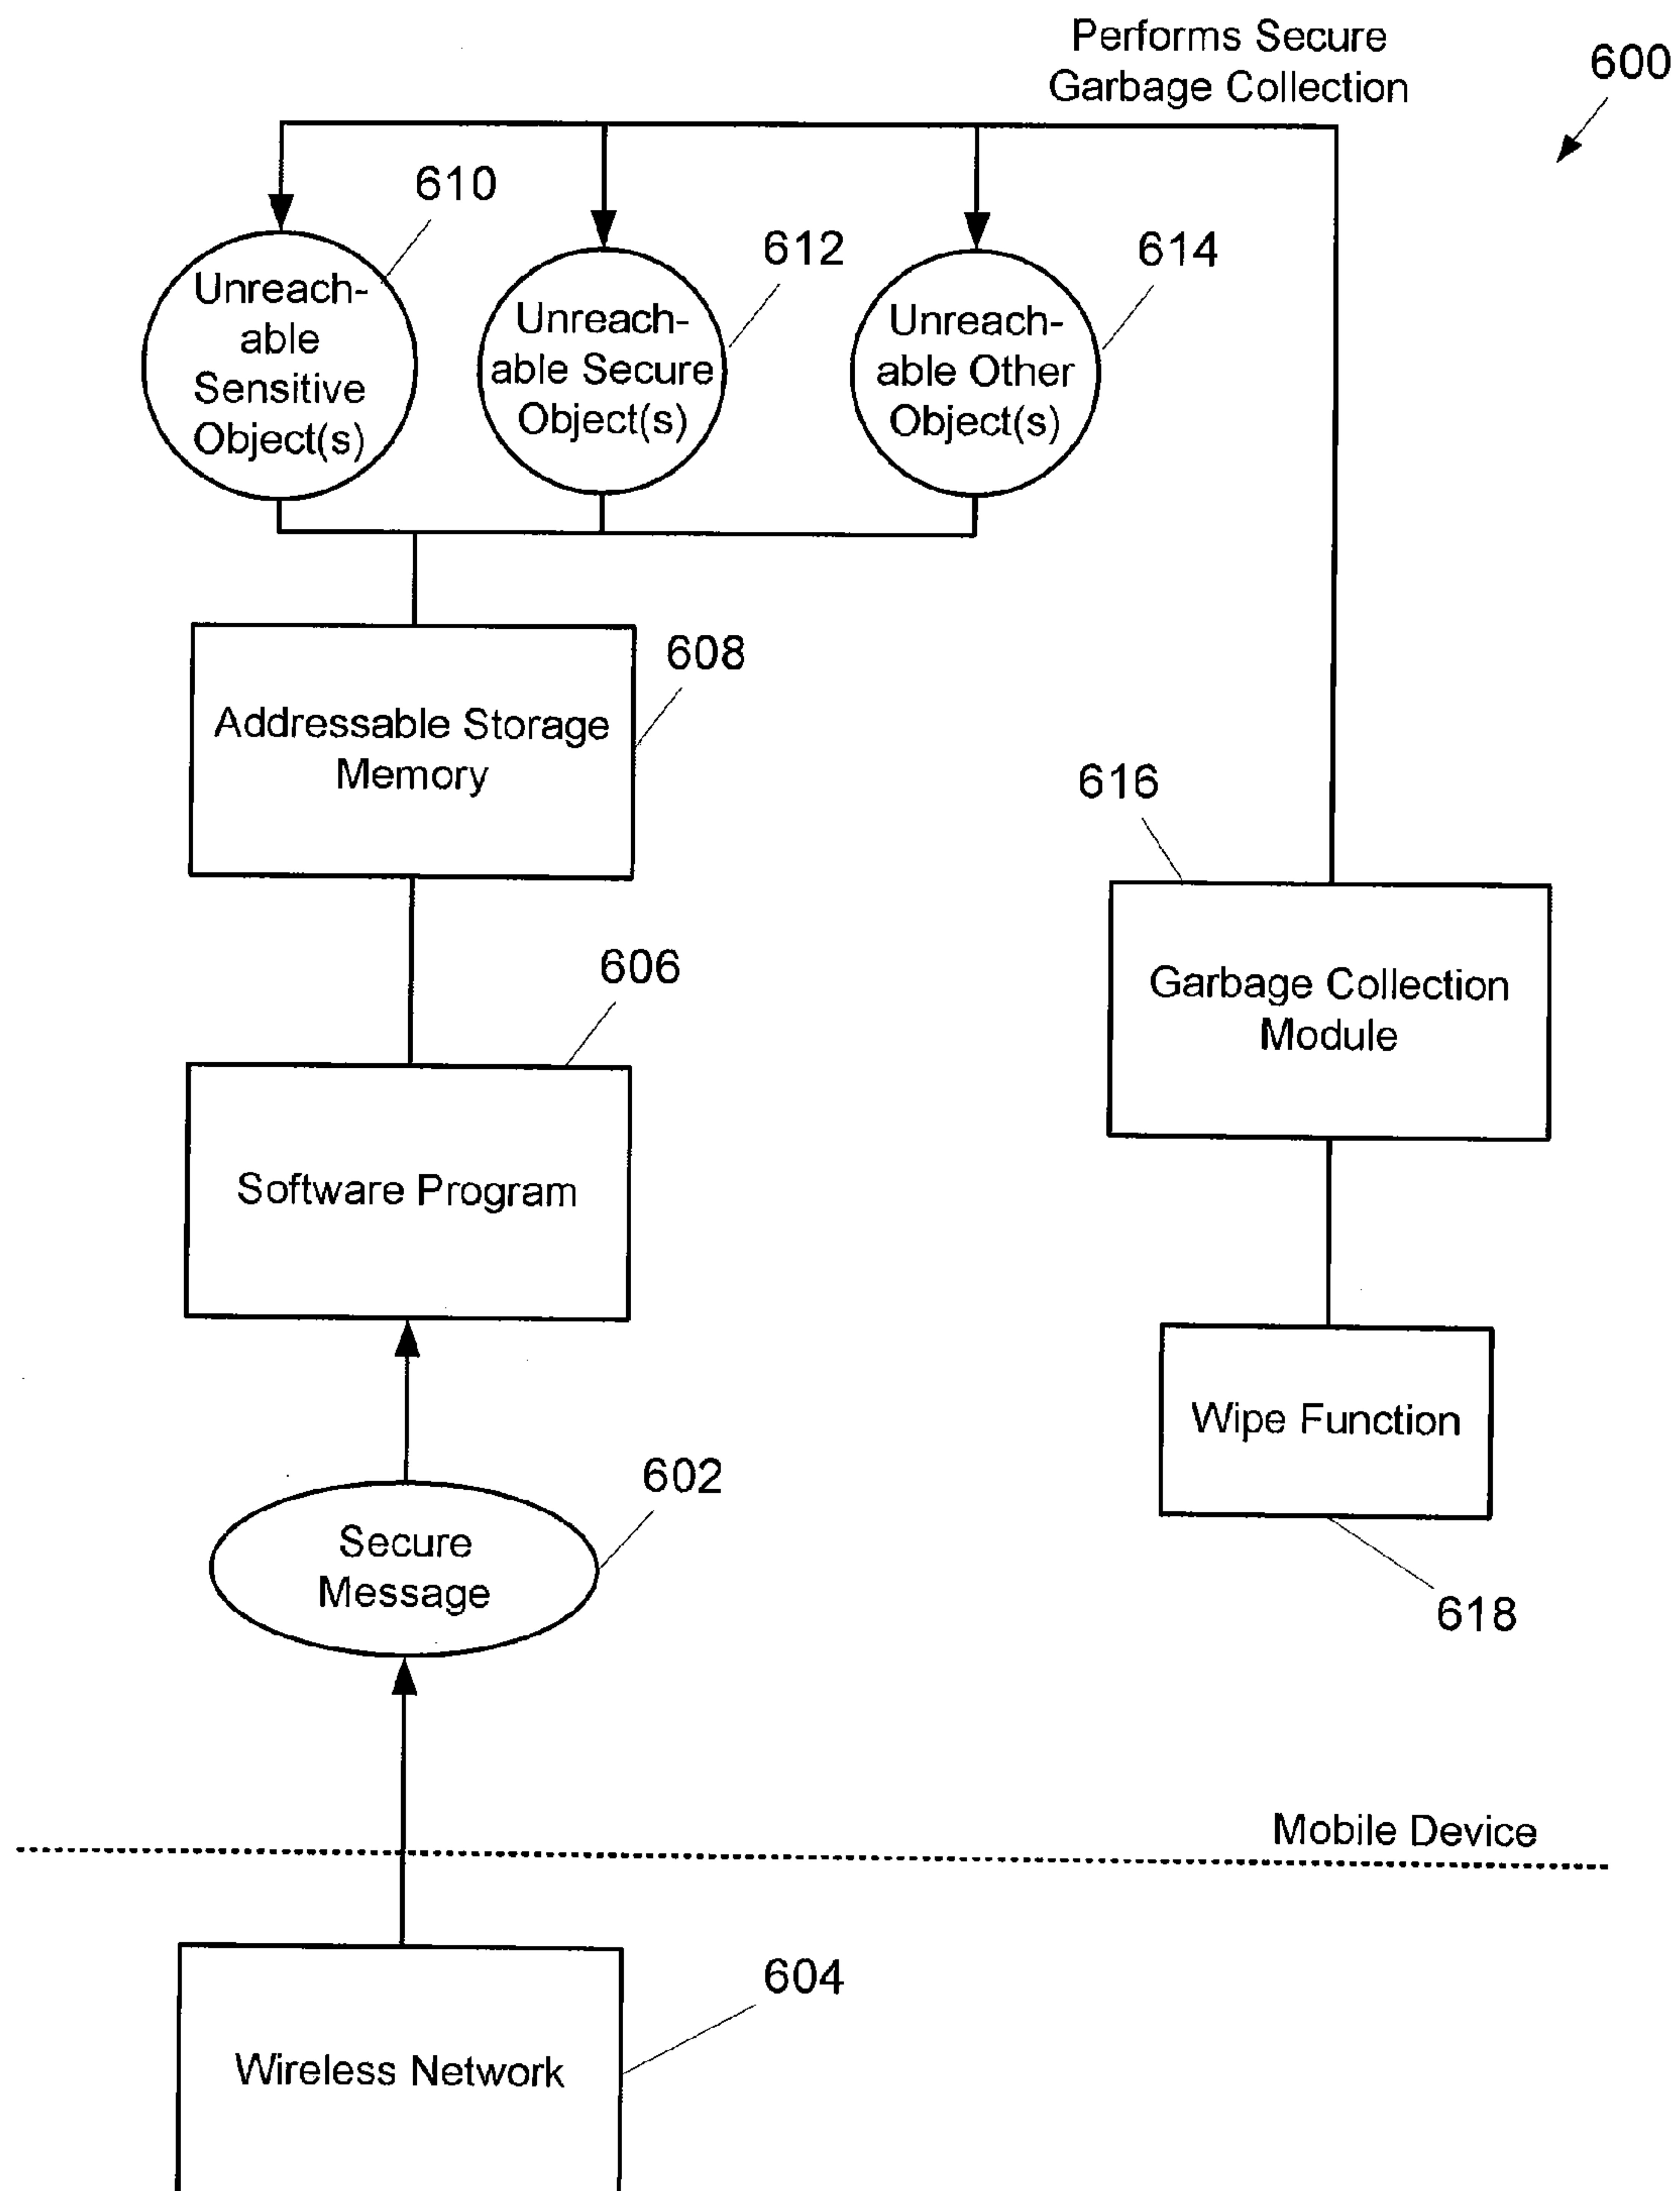 Performs Secure
Garbage Collection
600
610
612
614
Unreach-
able
Sensitive
Object(s)
Unreach-
able Secure
Object(s)
Unreach-
able Other
Object(s)
608
Addressable Storage
Memory
616
Garbage Collection
Module
606
Software Program
Wipe Function
618
602
Secure
Message
Mobile Device
604
Wireless Network